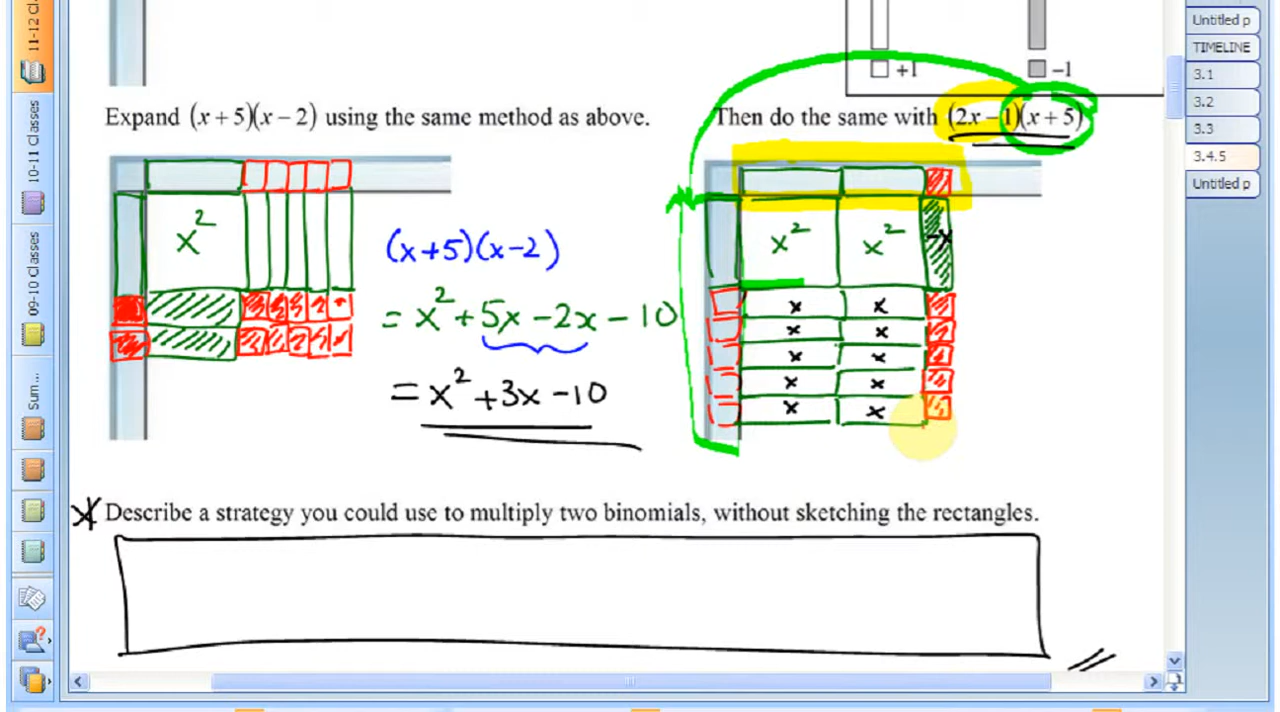 11-12 Cl
10-11 Classes
09-10 Classes
Sum...
+1
−1
Untitled p
TIMELINE
3.1
3.2
3.3
3.4.5
Untitled p
Expand (x + 5)(x − 2) using the same method as above.
Then do the same with (2x − 1)(x + 5)
x²
(x+5)(x-2)
= x² + 5x - 2x - 10
= x² + 3x - 10
x² x² -x
x x
x x
x x
x x
x x
Describe a strategy you could use to multiply two binomials, without sketching the rectangles.